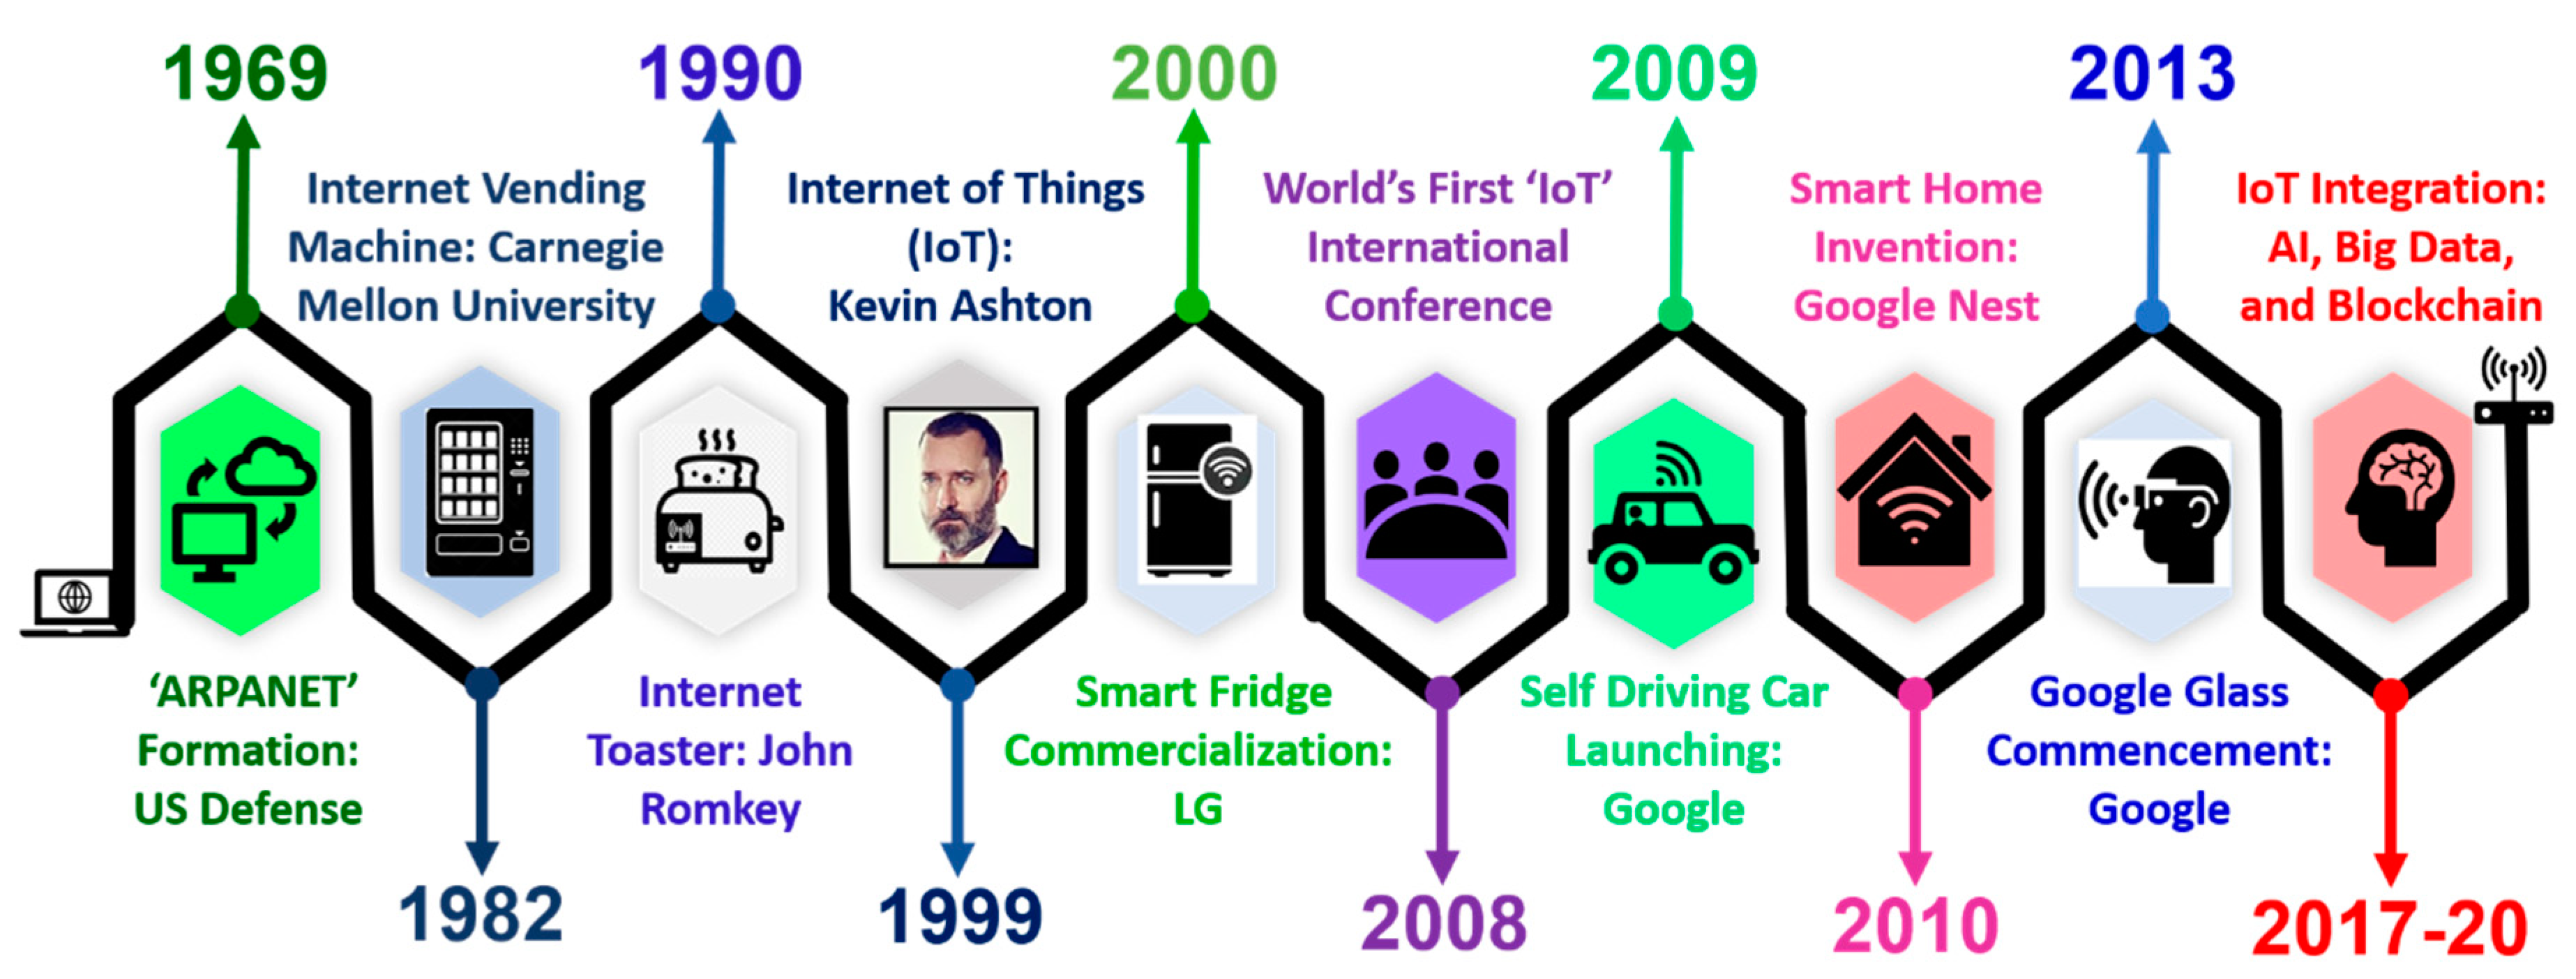 1969
'ARPANET'
Formation:
US Defense
Internet Vending
Machine: Carnegie
Mellon University
1982
1990
Internet
Toaster: John
Romkey
Internet of Things
(IoT):
Kevin Ashton
1999
2000
Smart Fridge
Commercialization:
LG
World’s First ‘IoT’
International
Conference
2008
2009
Self Driving Car
Launching:
Google
Smart Home
Invention:
Google Nest
2010
2013
Google Glass
Commencement:
Google
IoT Integration:
AI, Big Data,
and Blockchain
2017-20